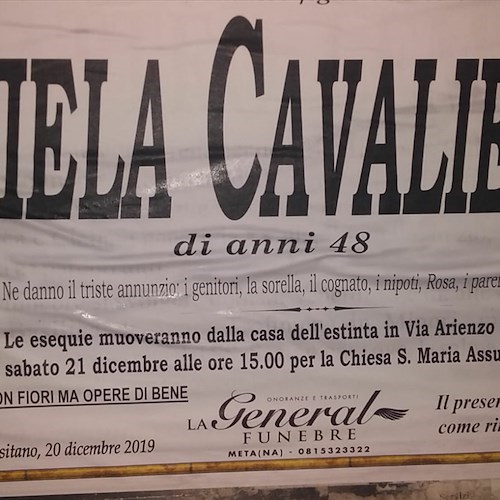 IELA CAVALIE
di anni 48
Ne danno il triste annunzio: i genitori, la sorella, il cognato, i nipoti, Rosa, i paren
Le esequie muoveranno dalla casa dell'estinta in Via Arienzo
sabato 21 dicembre alle ore 15.00 per la Chiesa S. Maria Assu
ON FIORI MA OPERE DI BENE
ONORANZE E TRASPORTI
LA General
FUNEBRE
META(NA) - 0815323322
Il presen
come rin
sitano, 20 dicembre 2019